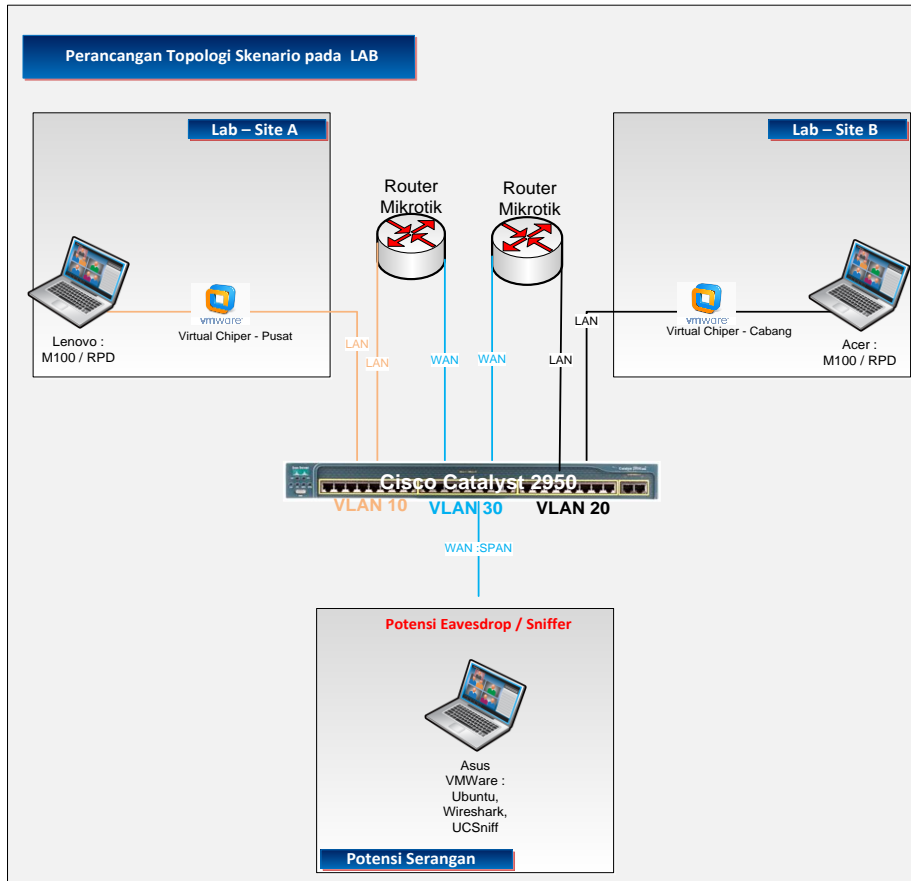 Perancangan Topologi Skenario pada LAB
Lab – Site A
Lab – Site B
Router
Mikrotik
Router
Mikrotik
vmware
Virtual Chiper - Pusat
Lenovo :
M100 / RPD
vmware
Virtual Chiper - Cabang
Acer :
M100 / RPD
LAN
LAN
WAN
WAN
LAN
LAN
Cisco Catalyst 2950
VLAN 10
VLAN 30
VLAN 20
WAN :SPAN
Potensi Eavesdrop / Sniffer
Asus
VMWare :
Ubuntu,
Wireshark,
UCSniff
Potensi Serangan